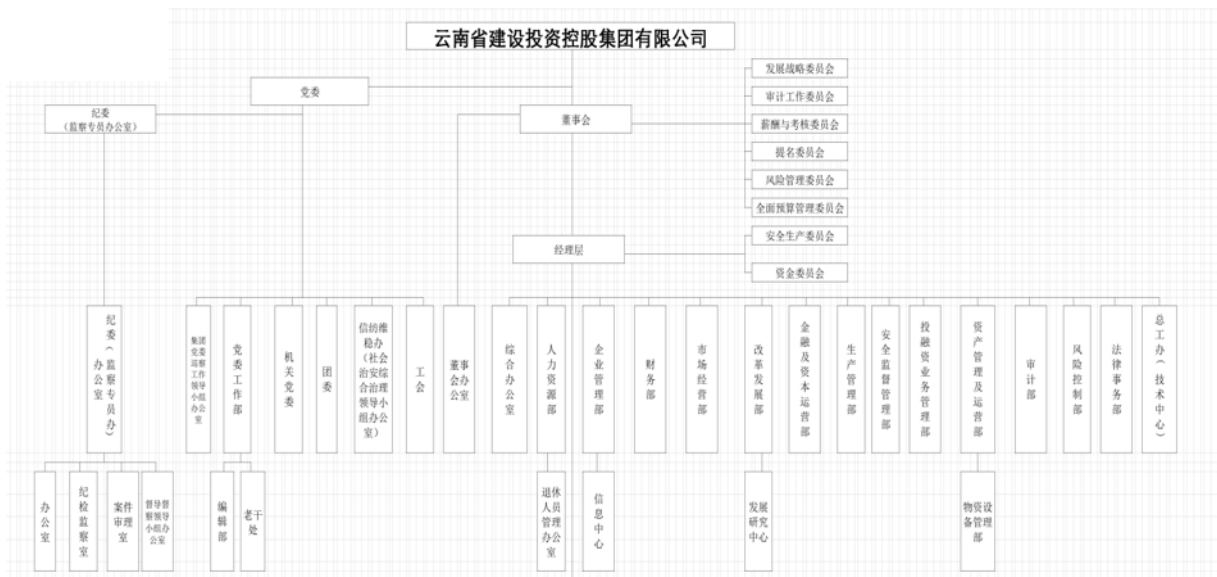 云南省建设投资控股集团有限公司
党委
纪委
（监察专员办公室）
董事会
发展战略委员会
审计工作委员会
薪酬与考核委员会
提名委员会
风险管理委员会
全面预算管理委员会
经理层
安全生产委员会
资金委员会
纪委（监察专员办）
办公室
集团
党委
巡察
工作
领导
小组
办公
室
党委工作部
机关党委
团委
信纺维
稳办
（社会
治安综
合治理
领导小
组办公
室）
工会
董事
会办
公室
综合办公室
人力资源部
企业管理部
财务部
市场经营部
改革发展部
金融及资本运营部
生产管理部
安全监督管理部
投融资业务管理部
资产管理及运营部
审计部
风险控制部
法律事务部
总工办（技术中心）
办公室
纪检监察室
案件
审理
室
督导督
察领导
小组办
公室
编辑部
老干
处
退休
人员
管理
办公
室
信息中心
发展
研究
中心
物资设
备管理
部